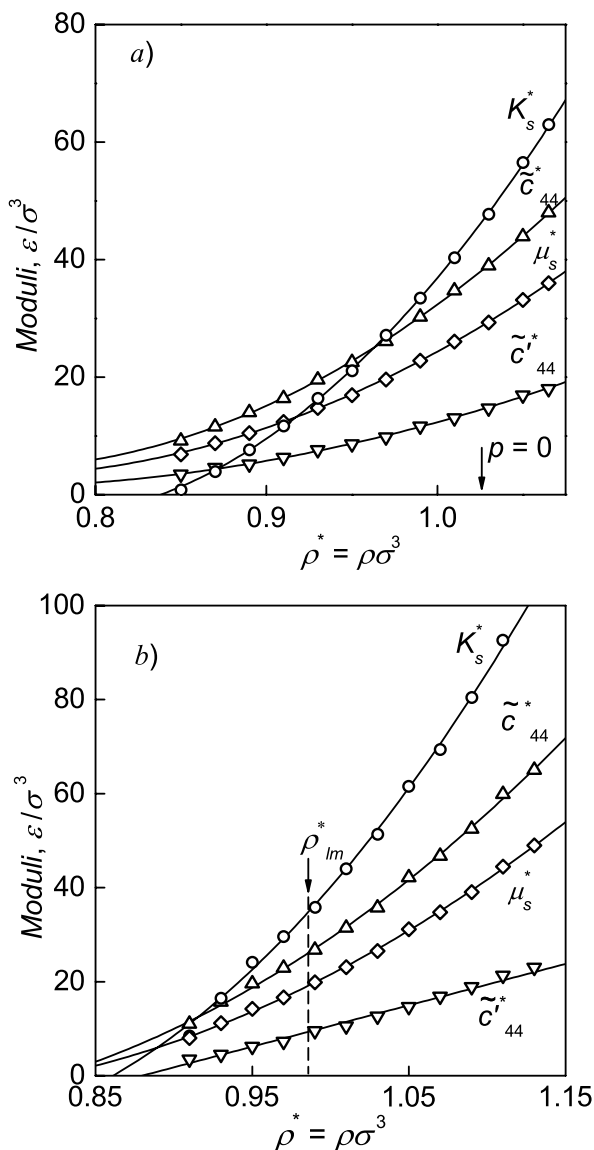 a)
80
60
40
20
0
Moduli, ε/σ³
K*ₛ
c̃*₄₄
μ*ₛ
c̃'*₄₄
p = 0
0.8 0.9 1.0
ρ* = ρσ³
b)
100
80
60
40
20
0
Moduli, ε/σ³
K*ₛ
c̃*₄₄
ρ*ₗₘ
μ*ₛ
c̃'*₄₄
0.85 0.95 1.05 1.15
ρ* = ρσ³